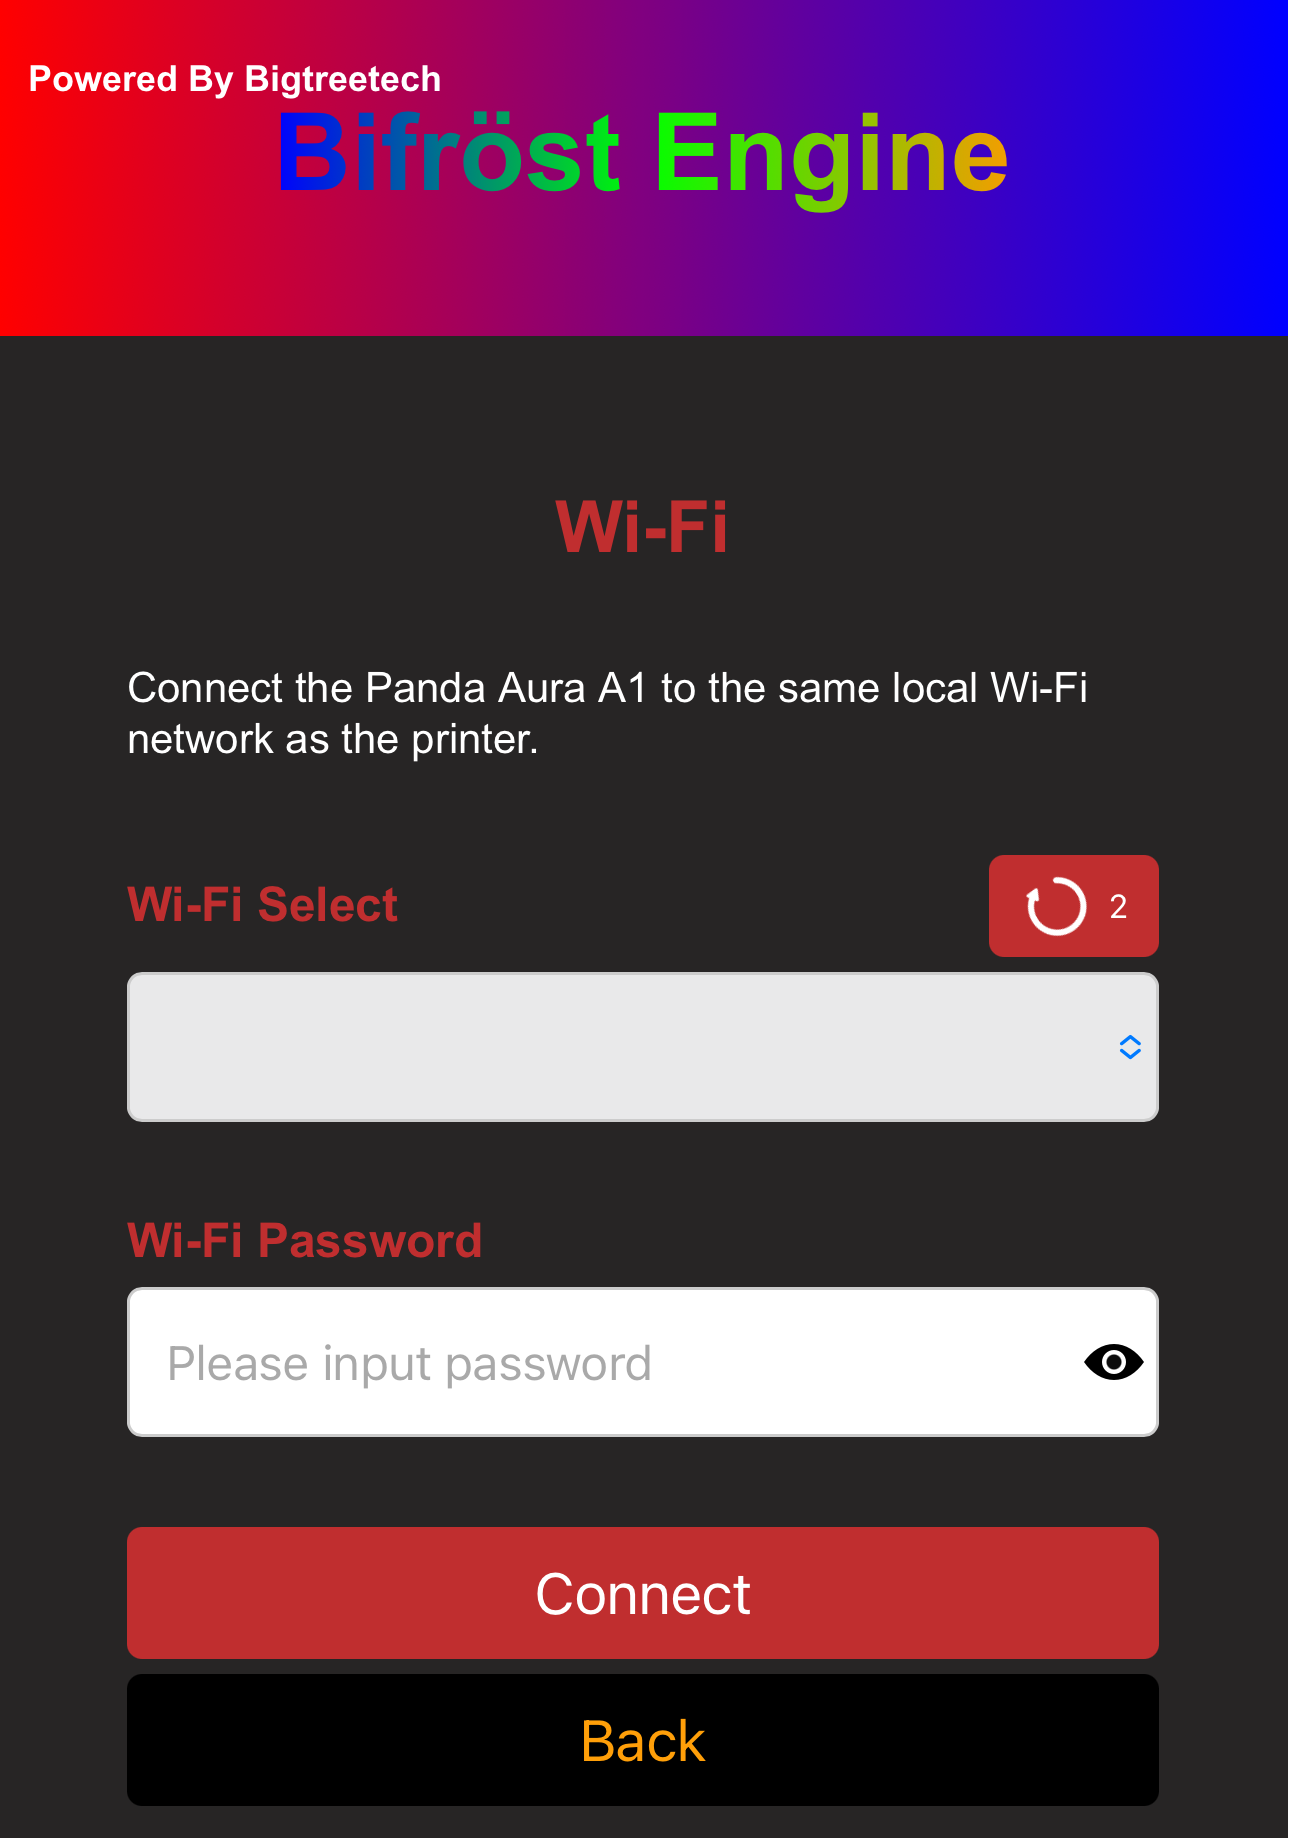 Powered By Bigtreetech
Bifröst Engine
Wi-Fi
Connect the Panda Aura A1 to the same local Wi-Fi
network as the printer.
Wi-Fi Select
2
Wi-Fi Password
Please input password
Connect
Back